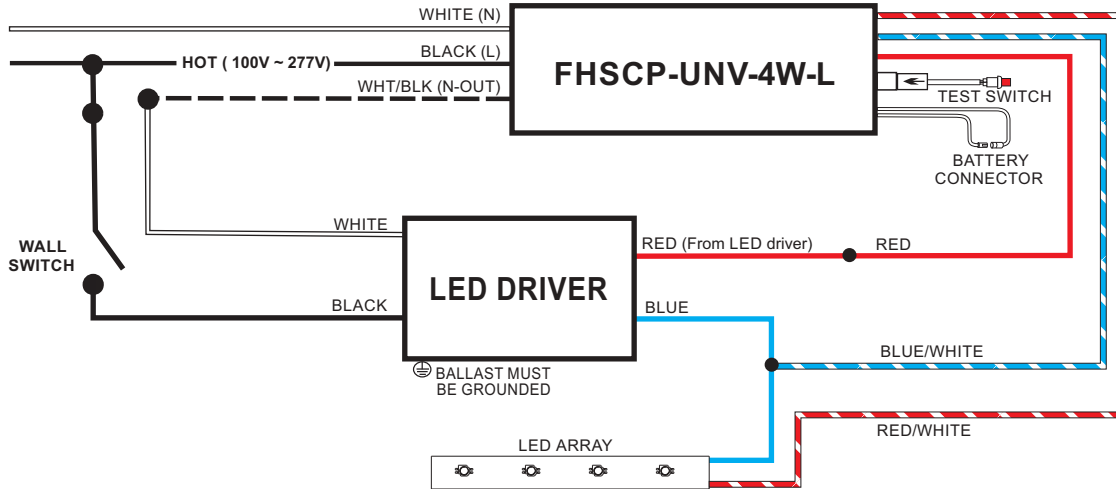 WHITE (N)
BLACK (L)
HOT ( 100V ~ 277V)
WHT/BLK (N-OUT)
FHSCP-UNV-4W-L
TEST SWITCH
BATTERY
CONNECTOR
WALL
SWITCH
WHITE
BLACK
LED DRIVER
RED (From LED driver)
RED
BLUE
BLUE/WHITE
BALLAST MUST
BE GROUNDED
RED/WHITE
LED ARRAY